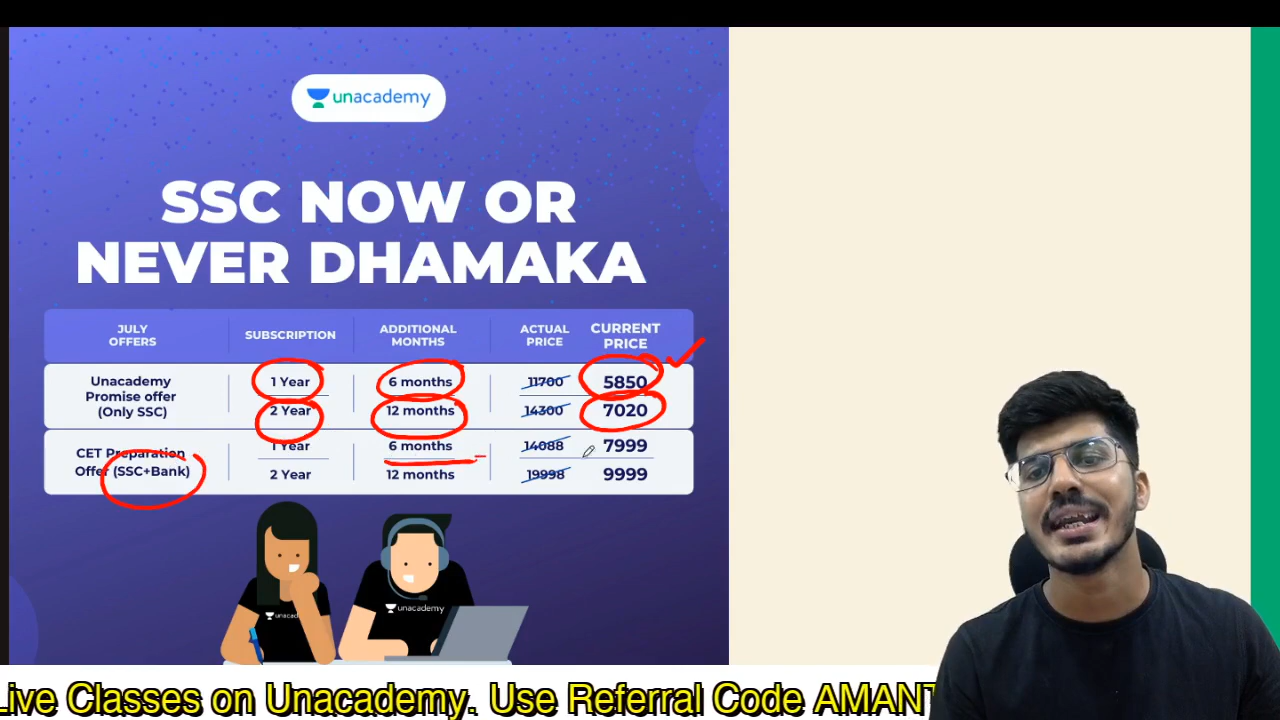 unacademy
SSC NOW OR
NEVER DHAMAKA
JULY
OFFERS
SUBSCRIPTION
ADDITIONAL
MONTHS
ACTUAL
PRICE
CURRENT
PRICE
Unacademy
Promise offer
(Only SSC)
1 Year
6 months
11700
5850
2 Year
12 months
14300
7020
CET Preparation
Offer (SSC+Bank)
1 Year
6 months
14088
7999
2 Year
12 months
19998
9999
unacademy
Live Classes on Unacademy. Use Referral Code AMANT